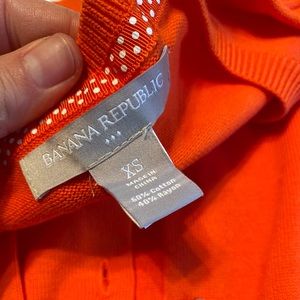 BANANA REPUBLIC
XS
MADE IN
CHINA
60% Cotton
40% Rayon